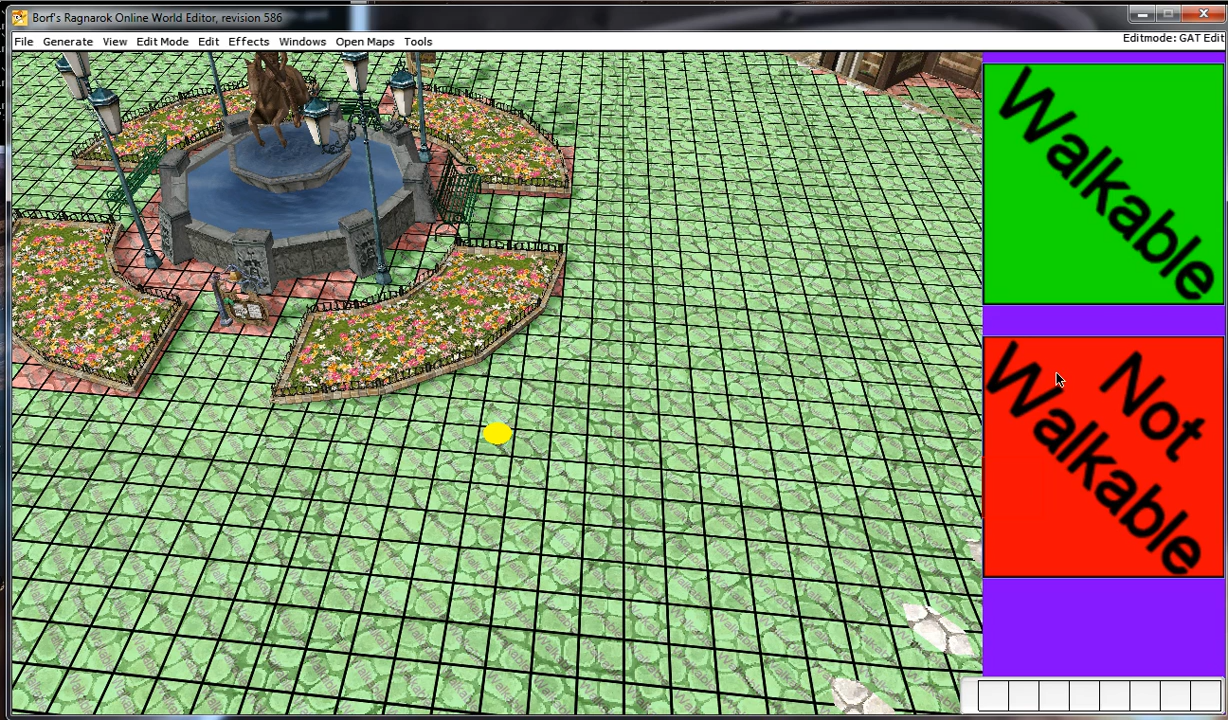 Borf's Ragnarok Online World Editor, revision 586
File Generate View Edit Mode Edit Effects Windows Open Maps Tools
Editmode: GAT Edit
Walkable
Not
Walkable